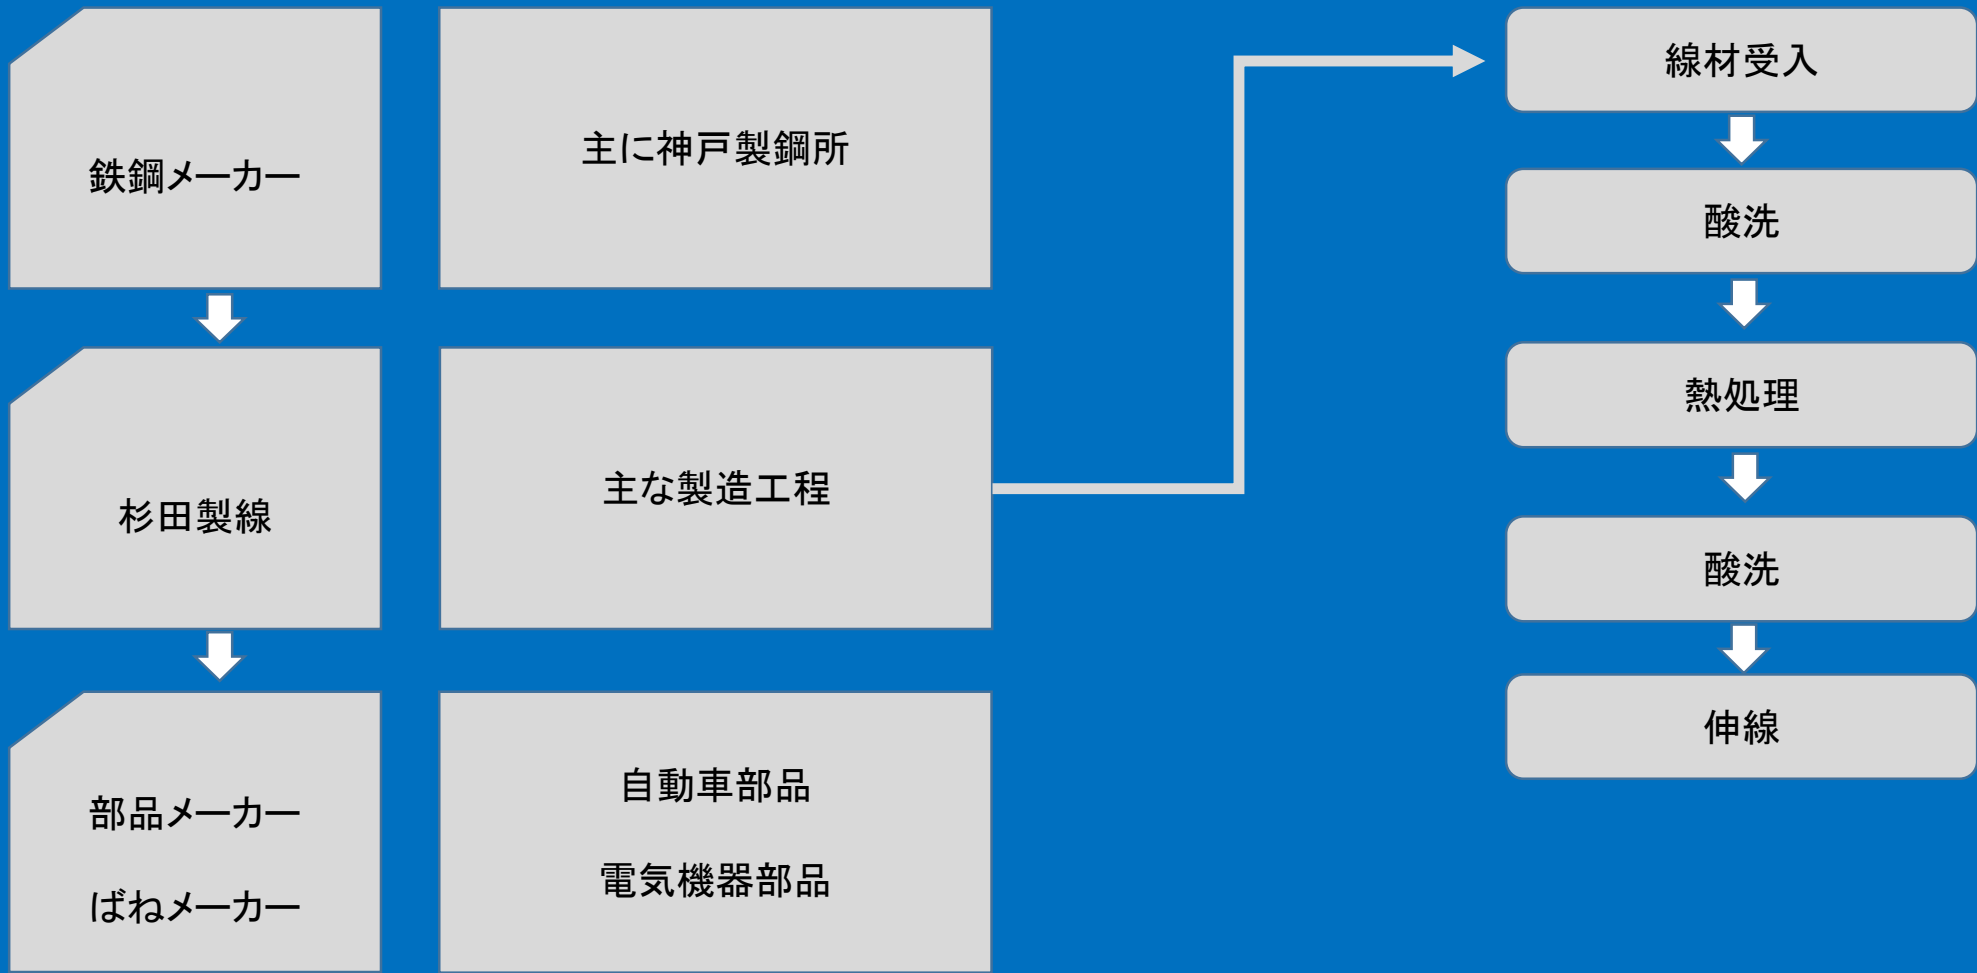 鉄鋼メーカー
主に神戸製鋼所
杉田製線
主な製造工程
部品メーカー
ばねメーカー
自動車部品
電気機器部品
線材受入
酸洗
熱処理
酸洗
伸線